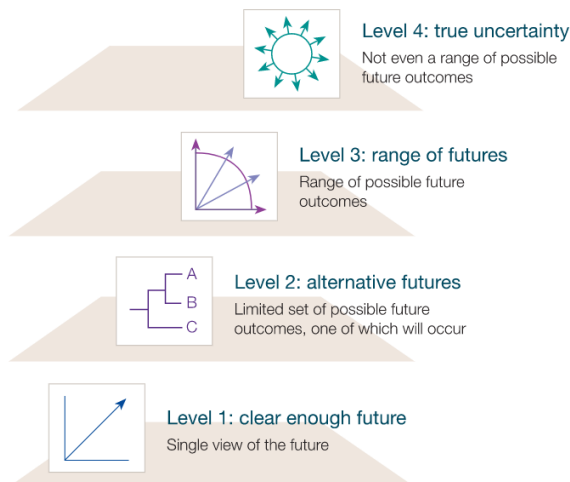 Level 4: true uncertainty
Not even a range of possible
future outcomes
Level 3: range of futures
Range of possible future
outcomes
A
B
C
Level 2: alternative futures
Limited set of possible future
outcomes, one of which will occur
Level 1: clear enough future
Single view of the future